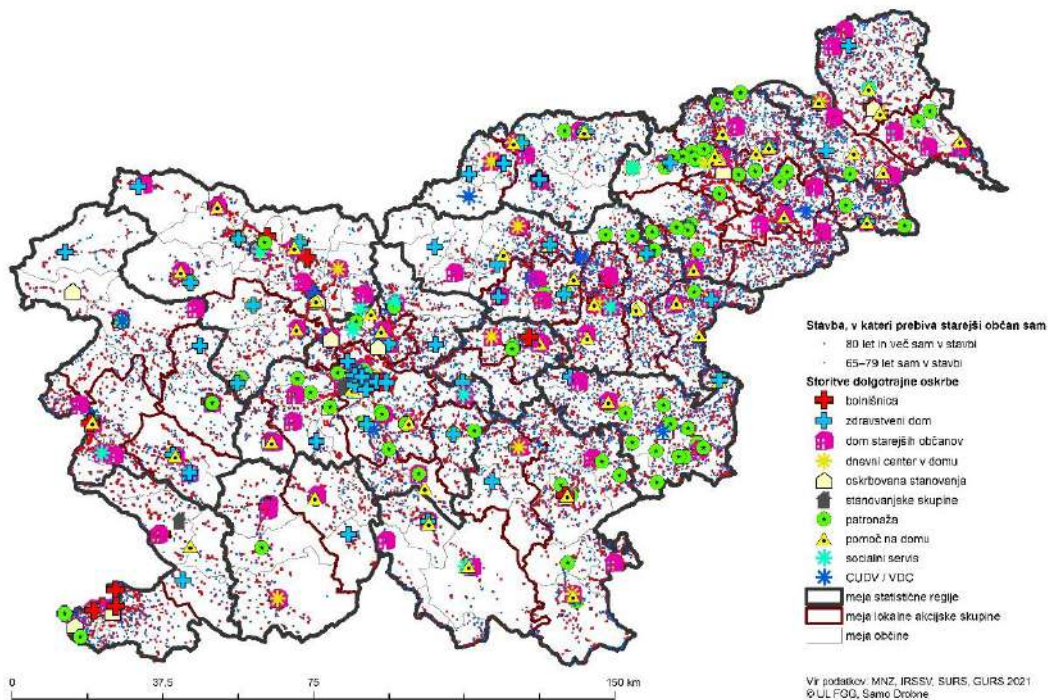 Stavba, v kateri prebiva starejši občan sam
80 let in več sam v stavbi
65–79 let sam v stavbi
Storitve dolgotrajne oskrbe
bolnišnica
zdravstveni dom
dom starejših občanov
dnevni center v domu
oskrbovana stanovanja
stanovanjske skupine
patronaža
pomoč na domu
socialni servis
CUDV / VDC
meja statistične regije
meja lokalne akcijske skupine
meja občine
0 37,5 75 150 km
Vir podatkov: MNZ, IRSSV, SURS, GURS 2021
© UL FGG, Samo Drobne